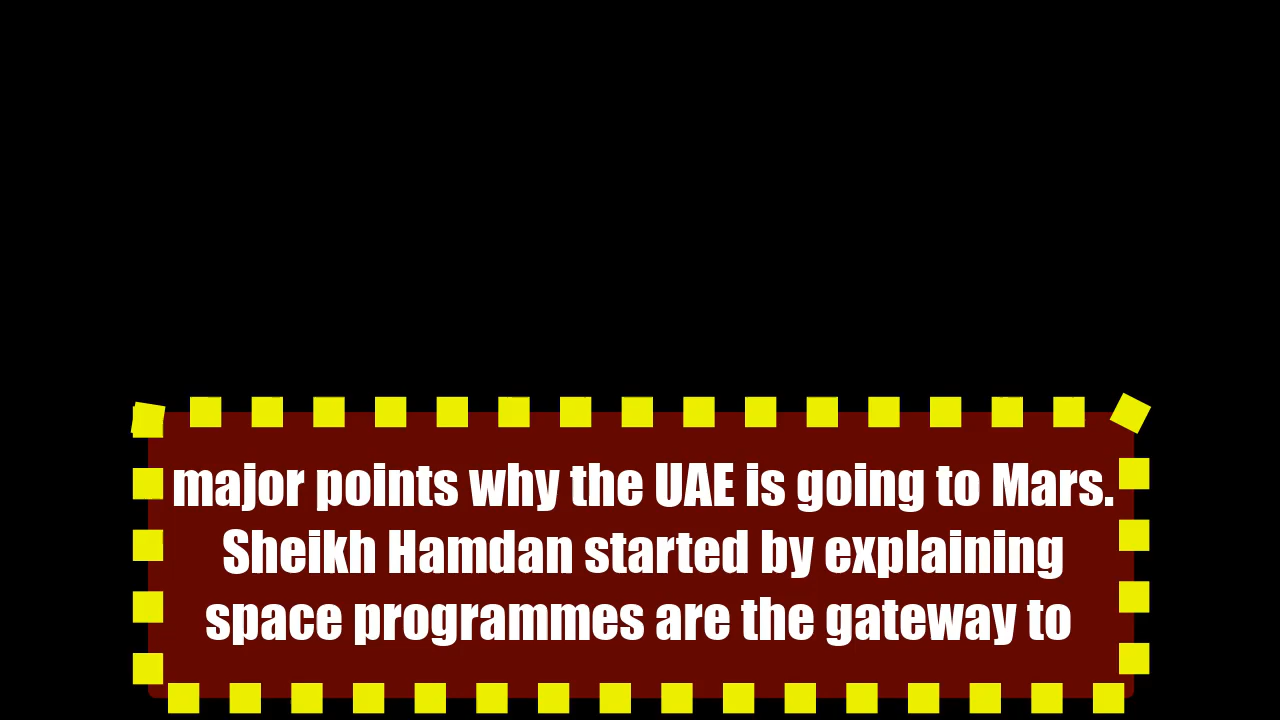 major points why the UAE is going to Mars.
Sheikh Hamdan started by explaining
space programmes are the gateway to